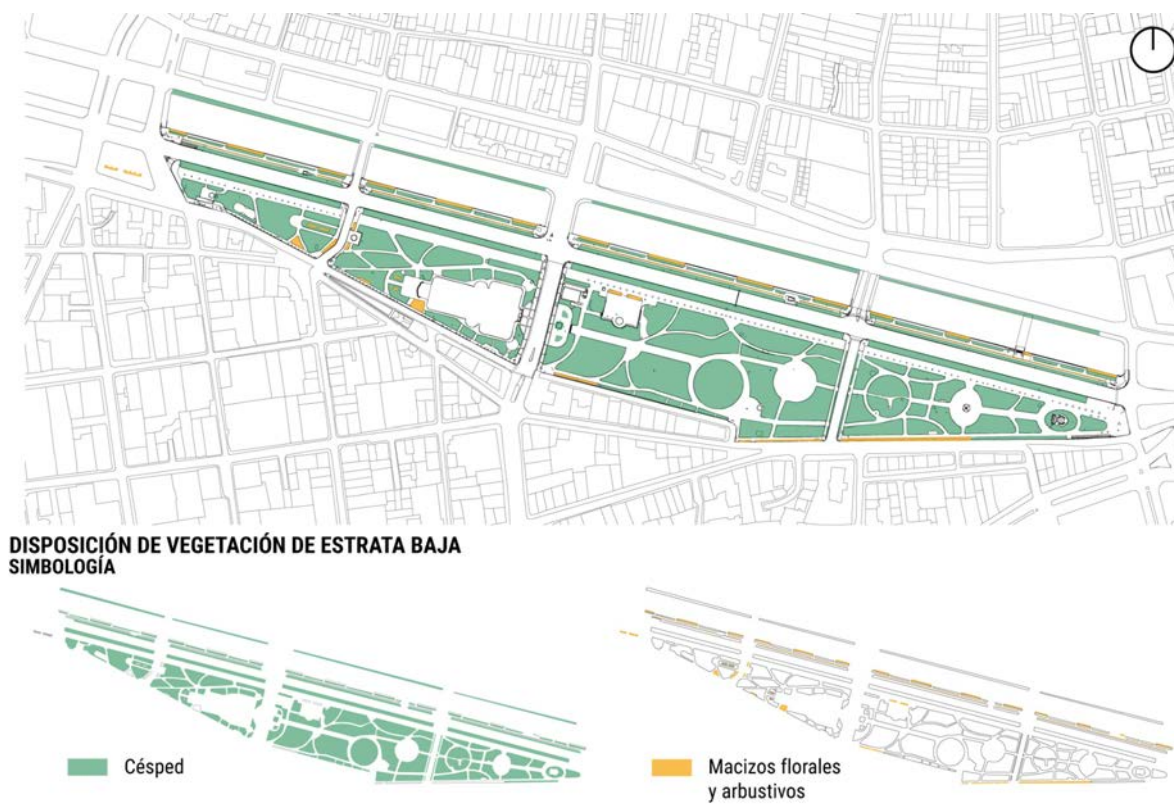 DISPOSICIÓN DE VEGETACIÓN DE ESTRATA BAJA
SIMBOLOGÍA
Césped
Macizos florales
y arbustivos